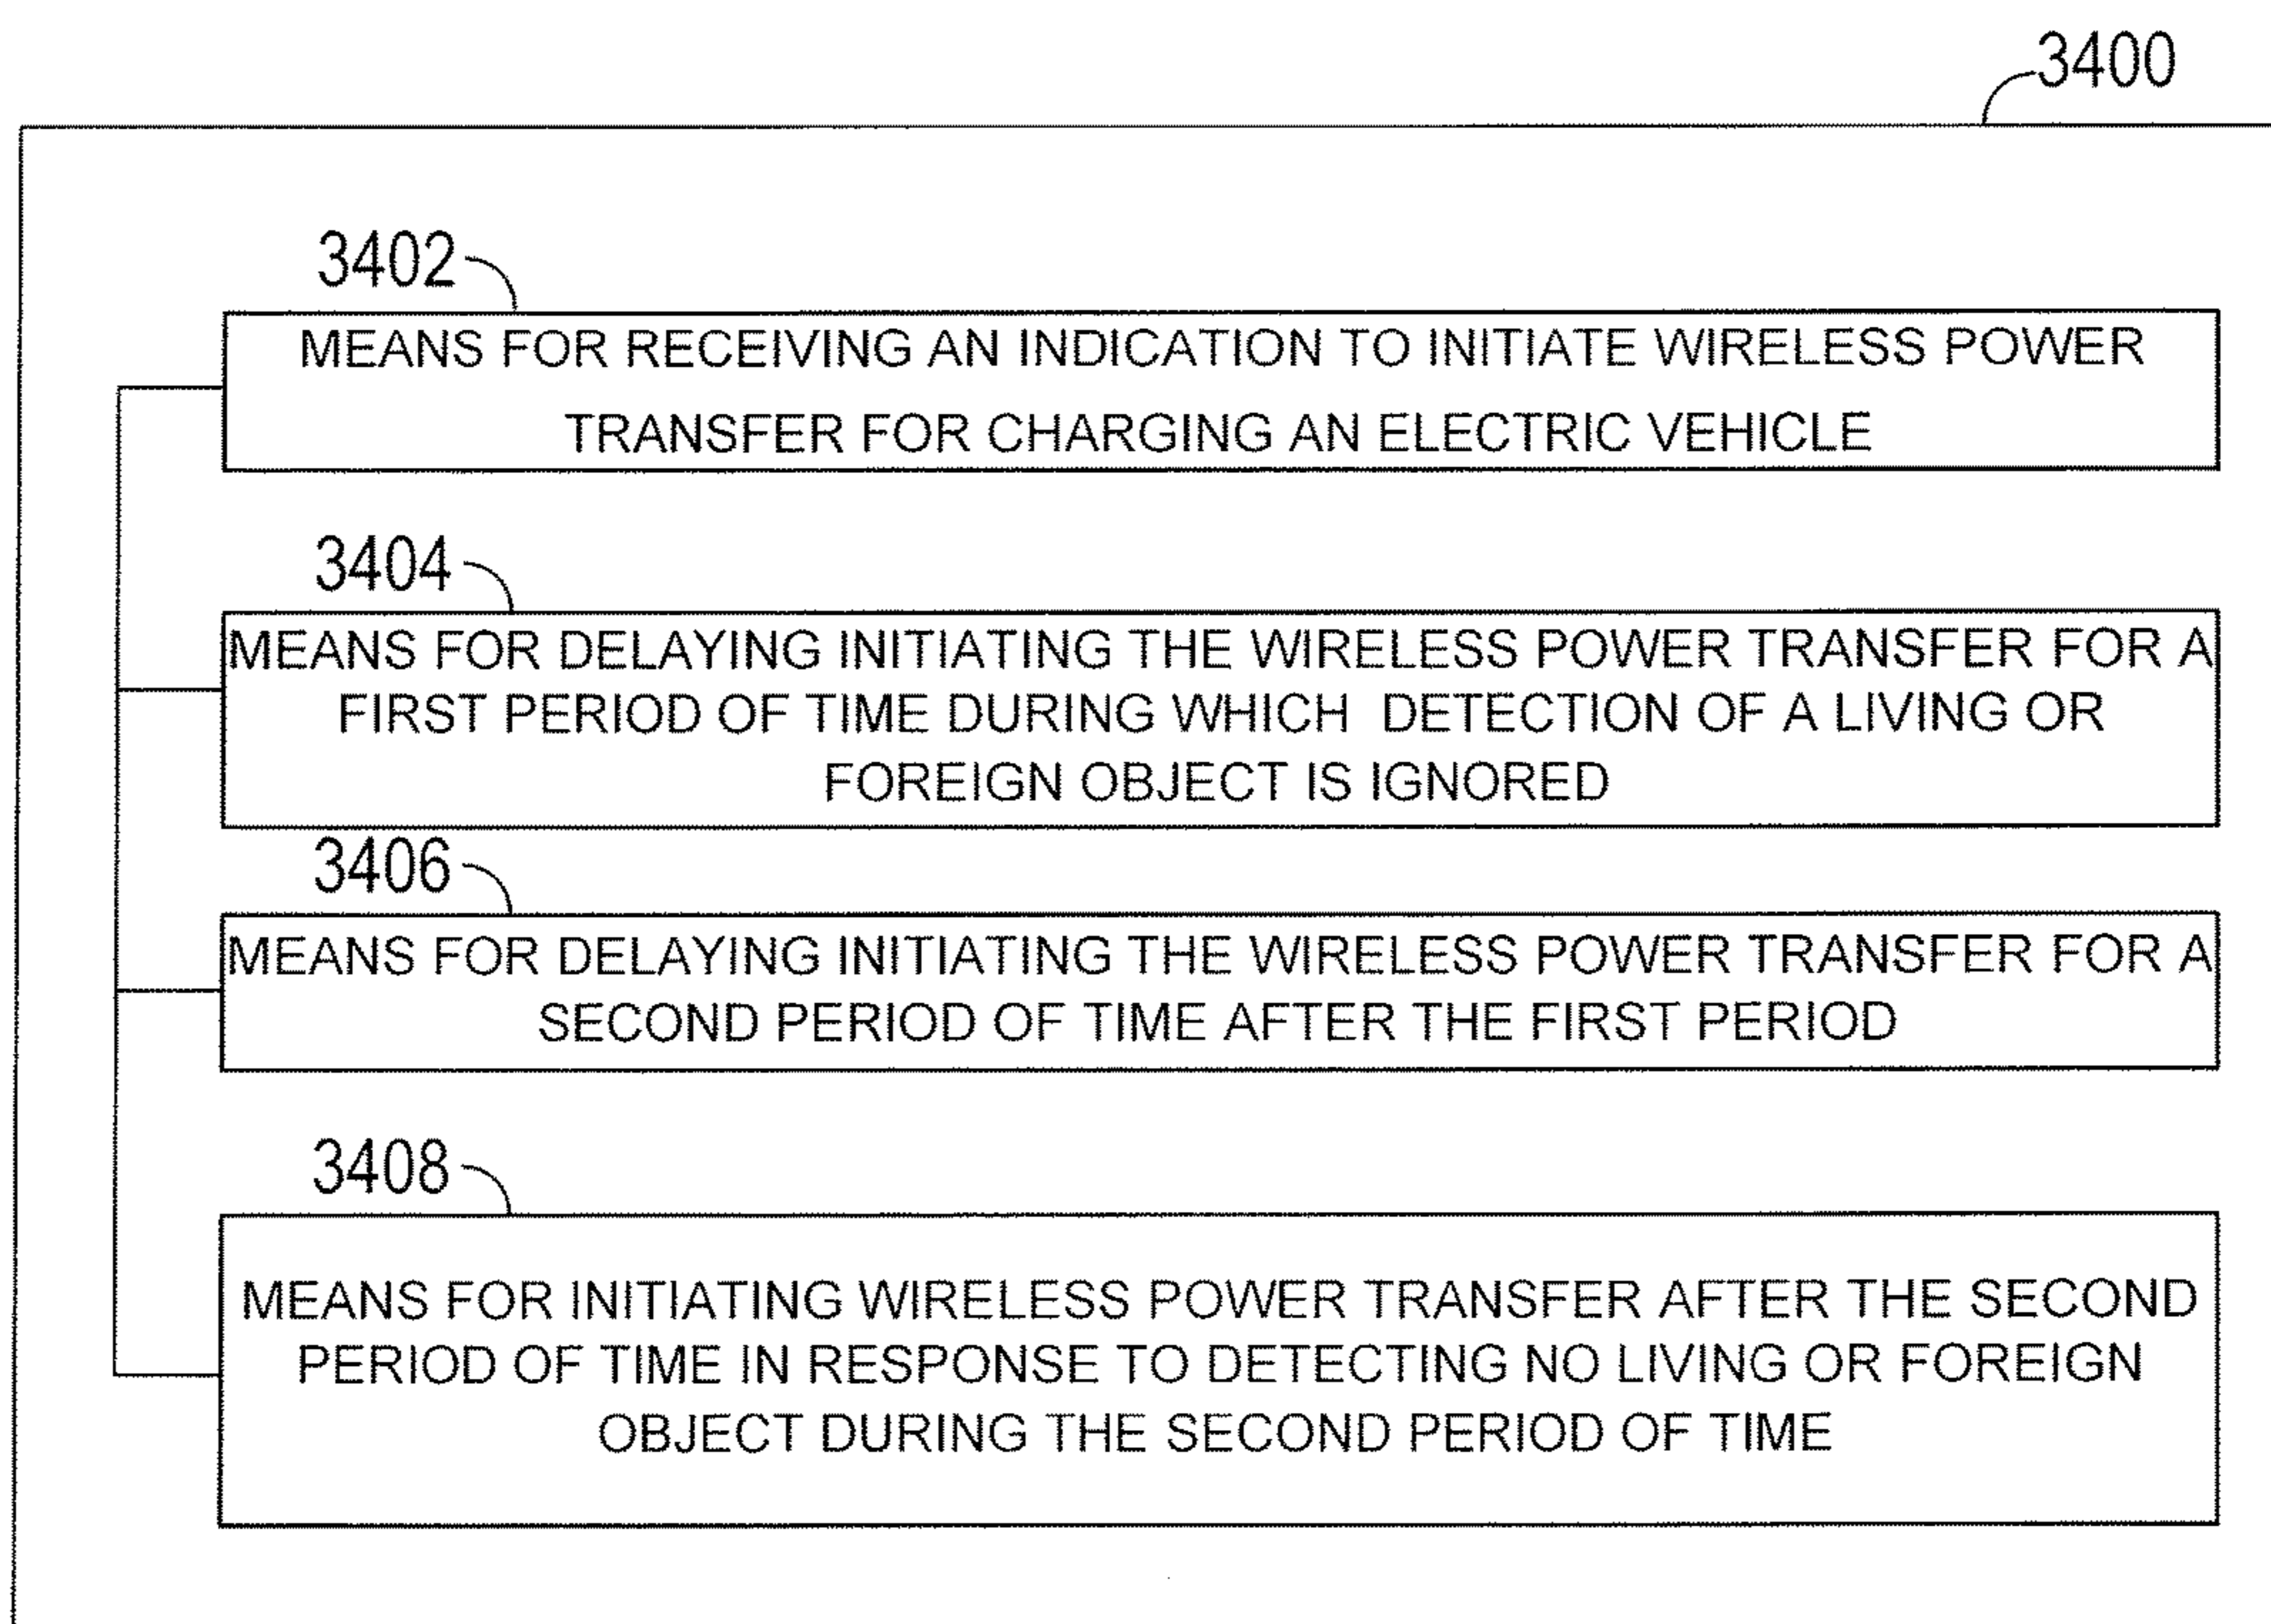 3400
3402
MEANS FOR RECEIVING AN INDICATION TO INITIATE WIRELESS POWER
TRANSFER FOR CHARGING AN ELECTRIC VEHICLE
3404
MEANS FOR DELAYING INITIATING THE WIRELESS POWER TRANSFER FOR A
FIRST PERIOD OF TIME DURING WHICH DETECTION OF A LIVING OR
FOREIGN OBJECT IS IGNORED
3406
MEANS FOR DELAYING INITIATING THE WIRELESS POWER TRANSFER FOR A
SECOND PERIOD OF TIME AFTER THE FIRST PERIOD
3408
MEANS FOR INITIATING WIRELESS POWER TRANSFER AFTER THE SECOND
PERIOD OF TIME IN RESPONSE TO DETECTING NO LIVING OR FOREIGN
OBJECT DURING THE SECOND PERIOD OF TIME